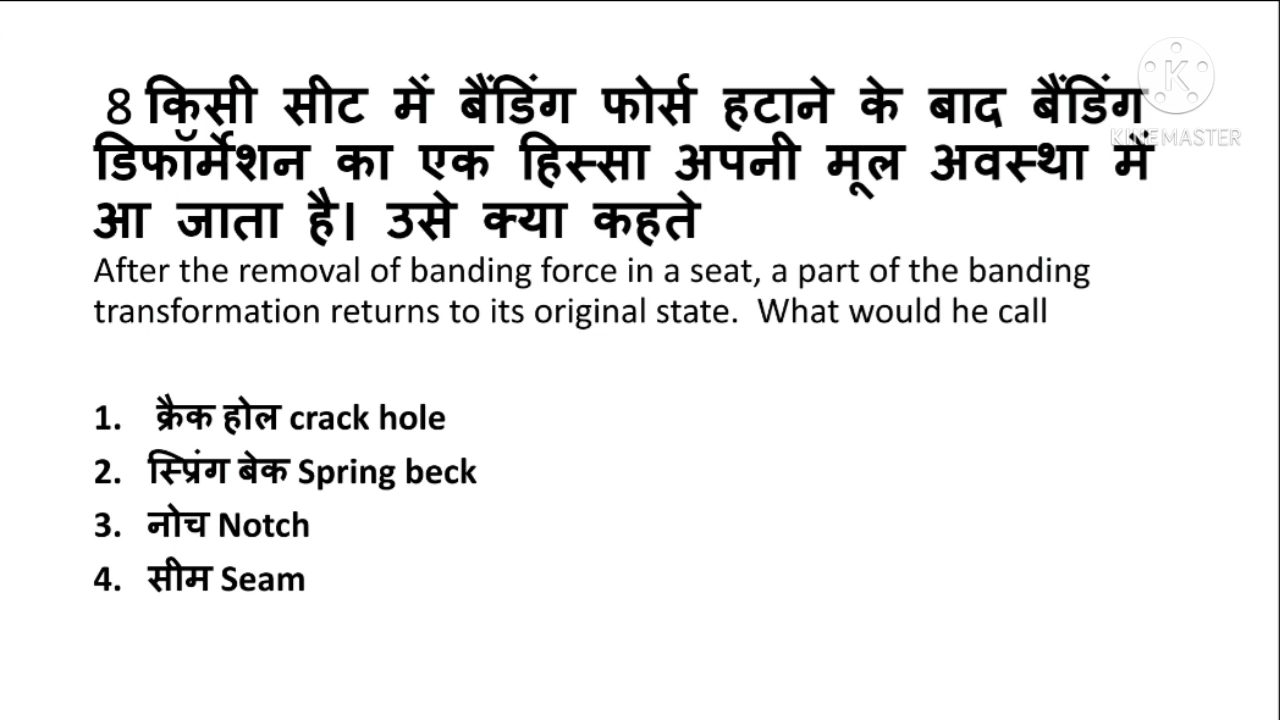 8 किसी सीट में बैंडिंग फोर्स हटाने के बाद बैंडिंग
डिफॉर्मेशन का एक हिस्सा अपनी मूल अवस्था में
आ जाता है। उसे क्या कहते
After the removal of banding force in a seat, a part of the banding
transformation returns to its original state. What would he call
1. क्रैक होल crack hole
2. स्प्रिंग बेक Spring beck
3. नोच Notch
4. सीम Seam
K
KINEMASTER